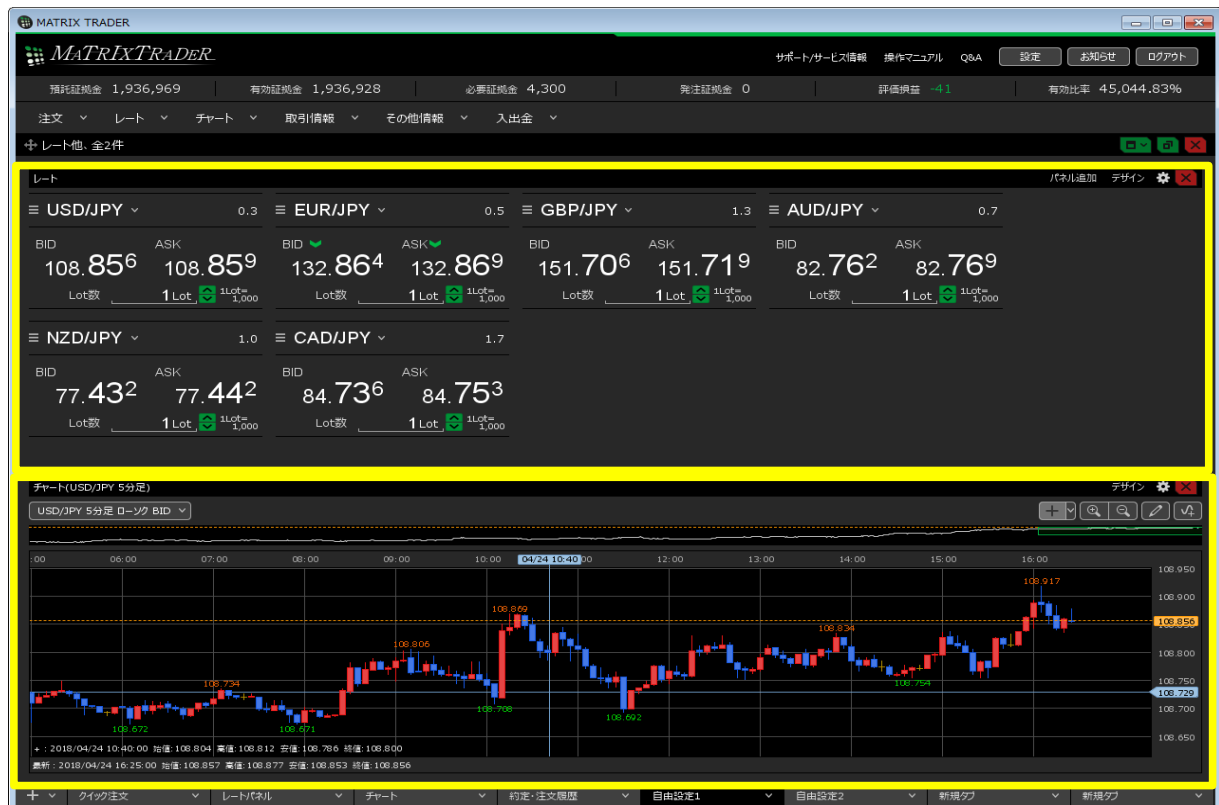 MATRIX TRADER
MATRIXTRADER
サポート/サービス情報 操作マニュアル Q&A 設定 お知らせ ログアウト
預託証拠金 1,936,969 有効証拠金 1,936,928 必要証拠金 4,300 発注証拠金 0 評価損益 -41 有効比率 45,044.83%
注文 レート チャート 取引情報 その他情報 入出金
レート他、全2件
レート パネル追加 デザイン
USD/JPY 0.3 EUR/JPY 0.5 GBP/JPY 1.3 AUD/JPY 0.7
BID ASK BID ASK BID ASK BID ASK
108.856 108.859 132.864 132.869 151.706 151.719 82.762 82.769
Lot数 1 Lot 1Lot=1,000 Lot数 1 Lot 1Lot=1,000 Lot数 1 Lot 1Lot=1,000 Lot数 1 Lot 1Lot=1,000
NZD/JPY 1.0 CAD/JPY 1.7
BID ASK BID ASK
77.432 77.442 84.736 84.753
Lot数 1 Lot 1Lot=1,000 Lot数 1 Lot 1Lot=1,000
チャート(USD/JPY 5分足) デザイン
USD/JPY 5分足 ローソク BID
:00 06:00 07:00 08:00 09:00 10:00 04/24 10:40 00 12:00 13:00 14:00 15:00 16:00
108.950
108.917
108.900
108.869
108.856
108.834
108.806
108.800
108.754
108.750
108.734
108.729
108.708
108.700
108.692
108.672 108.671
108.650
+ : 2018/04/24 10:40:00 始値:108.804 高値:108.812 安値:108.786 終値:108.800
最新 : 2018/04/24 16:25:00 始値:108.857 高値:108.877 安値:108.853 終値:108.856
クイック注文 レートパネル チャート 約定・注文履歴 自由設定1 自由設定2 新規タブ 新規タブ